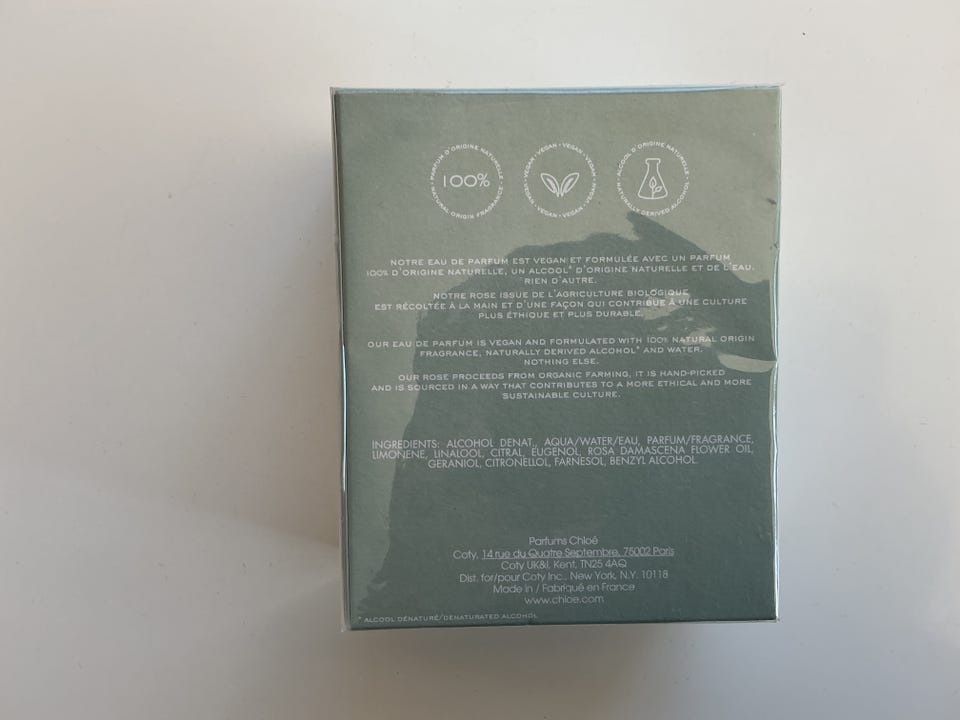 • PARFUM D'ORIGINE NATURELLE • NATURAL ORIGIN FRAGRANCE
100%
VEGAN • VEGAN • VEGAN • VEGAN • VEGAN • VEGAN •
• ALCOOL D'ORIGINE NATURELLE • NATURALLY DERIVED ALCOHOL
NOTRE EAU DE PARFUM EST VEGAN ET FORMULÉE AVEC UN PARFUM
100% D'ORIGINE NATURELLE, UN ALCOOL* D'ORIGINE NATURELLE ET DE L'EAU.
RIEN D'AUTRE.
NOTRE ROSE ISSUE DE L'AGRICULTURE BIOLOGIQUE
EST RÉCOLTÉE À LA MAIN ET D'UNE FAÇON QUI CONTRIBUE À UNE CULTURE
PLUS ÉTHIQUE ET PLUS DURABLE.
OUR EAU DE PARFUM IS VEGAN AND FORMULATED WITH 100% NATURAL ORIGIN
FRAGRANCE, NATURALLY DERIVED ALCOHOL* AND WATER.
NOTHING ELSE.
OUR ROSE PROCEEDS FROM ORGANIC FARMING, IT IS HAND-PICKED
AND IS SOURCED IN A WAY THAT CONTRIBUTES TO A MORE ETHICAL AND MORE
SUSTAINABLE CULTURE.
INGREDIENTS: ALCOHOL DENAT., AQUA/WATER/EAU, PARFUM/FRAGRANCE,
LIMONENE, LINALOOL, CITRAL, EUGENOL, ROSA DAMASCENA FLOWER OIL,
GERANIOL, CITRONELLOL, FARNESOL, BENZYL ALCOHOL.
Parfums Chloé
Coty, 14 rue du Quatre Septembre, 75002 Paris
Coty UK&I, Kent, TN25 4AQ
Dist. for/pour Coty Inc., New York, N.Y. 10118
Made in / Fabriqué en France
www.chloe.com
* ALCOOL DÉNATURÉ/DENATURATED ALCOHOL